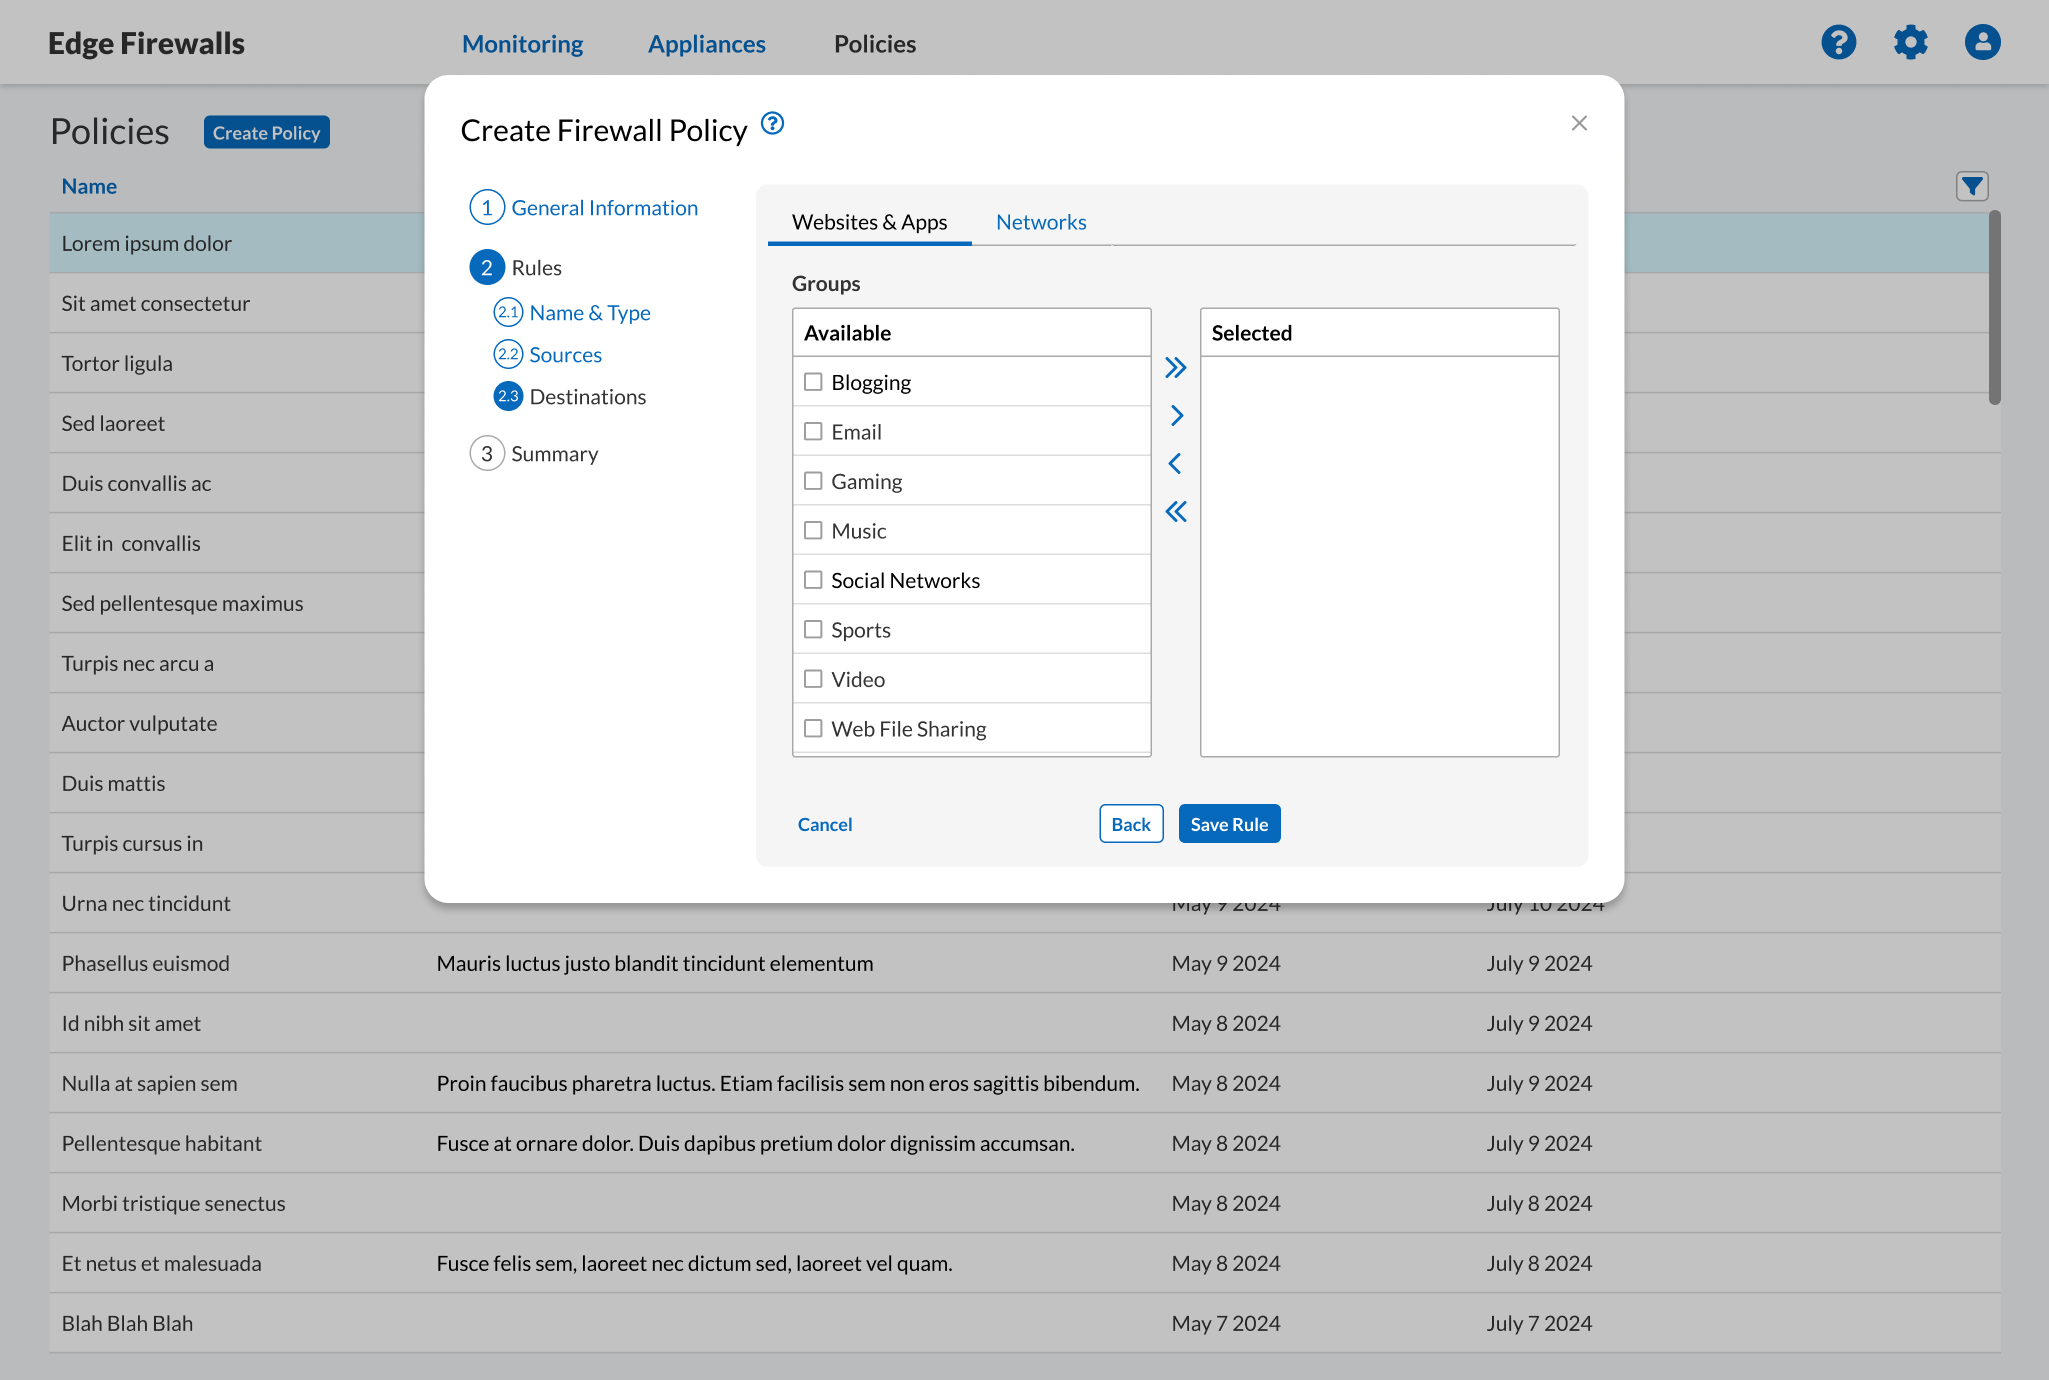 Edge Firewalls
Monitoring
Appliances
Policies
Policies
Create Policy
Name
Lorem ipsum dolor
Sit amet consectetur
Tortor ligula
Sed laoreet
Duis convallis ac
Elit in  convallis
Sed pellentesque maximus
Turpis nec arcu a
Auctor vulputate
Duis mattis
Turpis cursus in
Create Firewall Policy
1 General Information
2 Rules
2.1 Name & Type
2.2 Sources
2.3 Destinations
3 Summary
Websites & Apps
Networks
Groups
Available
Blogging
Email
Gaming
Music
Social Networks
Sports
Video
Web File Sharing
Selected
Cancel
Back
Save Rule
Urna nec tincidunt May 9 2024 July 10 2024
Phasellus euismod Mauris luctus justo blandit tincidunt elementum May 9 2024 July 9 2024
Id nibh sit amet May 8 2024 July 9 2024
Nulla at sapien sem Proin faucibus pharetra luctus. Etiam facilisis sem non eros sagittis bibendum. May 8 2024 July 9 2024
Pellentesque habitant Fusce at ornare dolor. Duis dapibus pretium dolor dignissim accumsan. May 8 2024 July 9 2024
Morbi tristique senectus May 8 2024 July 8 2024
Et netus et malesuada Fusce felis sem, laoreet nec dictum sed, laoreet vel quam. May 8 2024 July 8 2024
Blah Blah Blah May 7 2024 July 7 2024